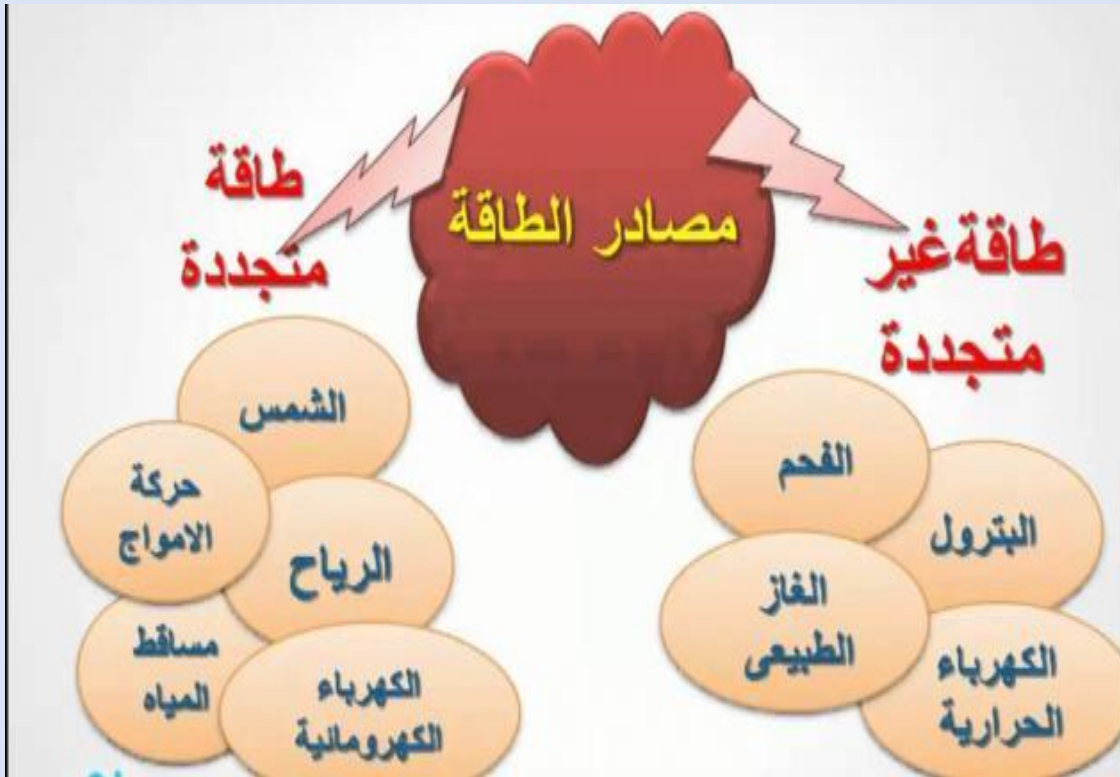 مصادر الطاقة
طاقة غير
متجددة
الفحم
البترول
الغاز
الطبيعى
الكهرباء
الحرارية
طاقة
متجددة
الشمس
حركة
الامواج
الرياح
مساقط
المياه
الكهرباء
الكهرومائية